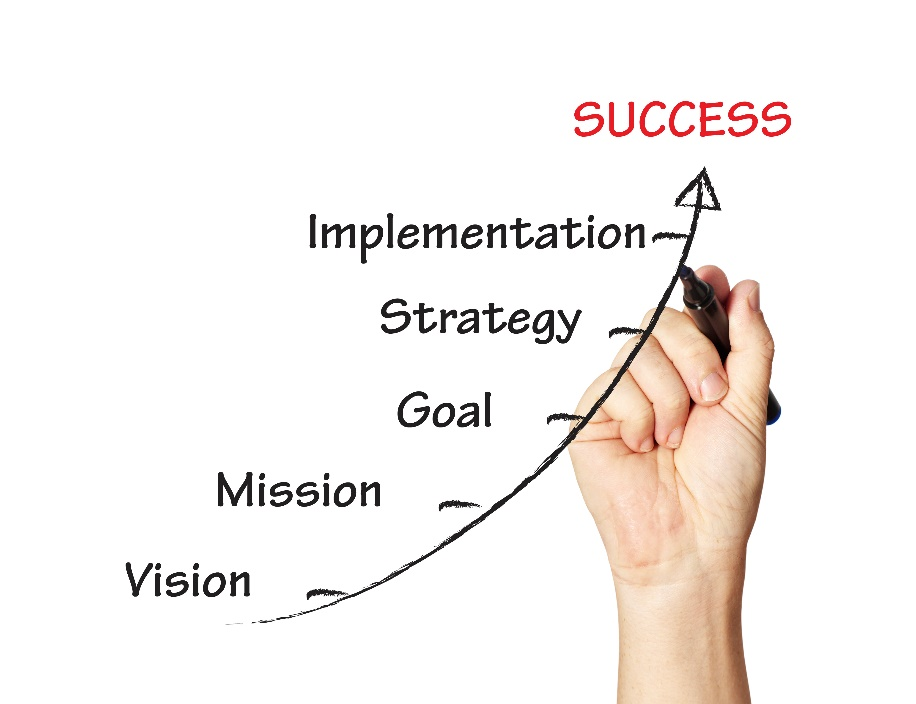 SUCCESS
Implementation
Strategy
Goal
Mission
Vision